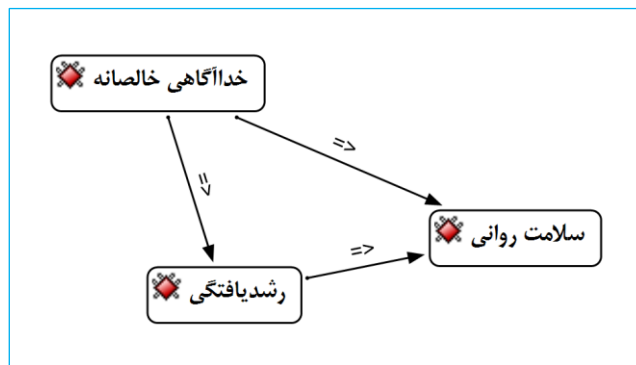 خداآگاهی خالصانه
=>
=>
سلامت روانی
=>
رشدیافتگی